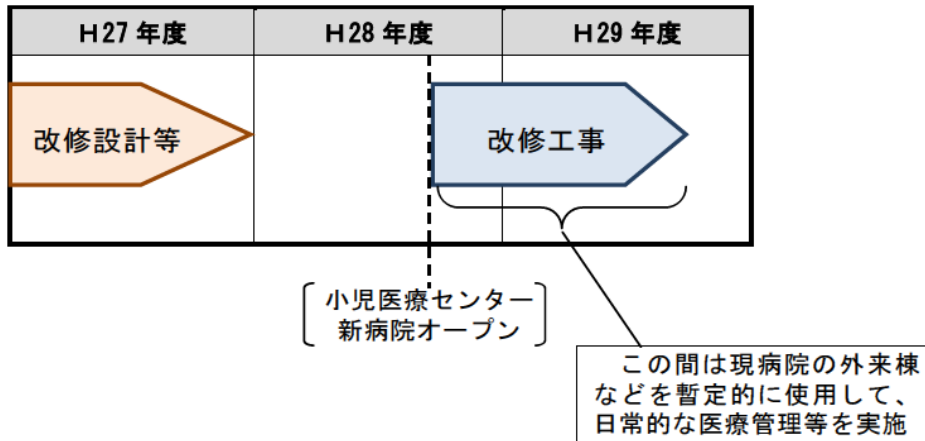 H27年度 H28年度 H29年度
改修設計等 改修工事
小児医療センター
新病院オープン
この間は現病院の外来棟
などを暫定的に使用して、
日常的な医療管理等を実施